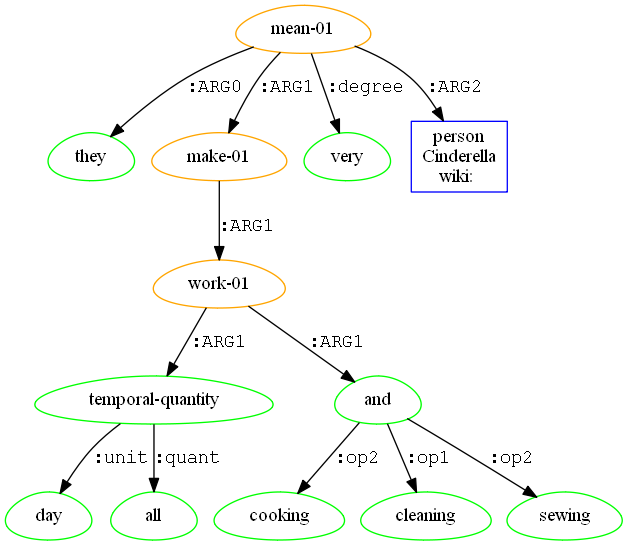 mean-01
:ARG0
:ARG1
:degree
:ARG2
they
make-01
very
person
Cinderella
wiki:
:ARG1
work-01
:ARG1
:ARG1
temporal-quantity
and
:unit
:quant
:op2
:op1
:op2
day
all
cooking
cleaning
sewing